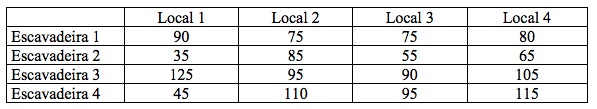 Local 1 Local 2 Local 3 Local 4
Escavadeira 1 90 75 75 80
Escavadeira 2 35 85 55 65
Escavadeira 3 125 95 90 105
Escavadeira 4 45 110 95 115